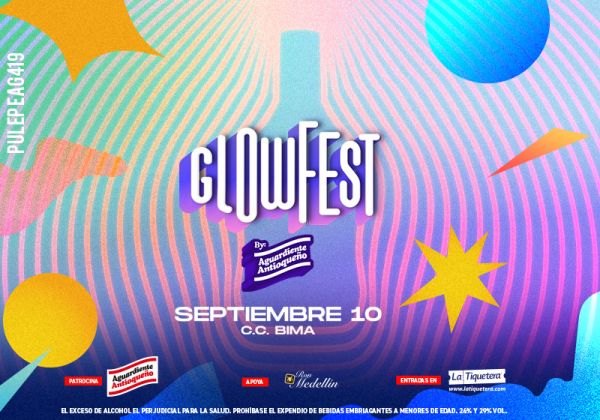 PULEP EAG419
GLOWFEST
By:
Aguardiente
Antioqueño
SEPTIEMBRE 10
C.C. BIMA
PATROCINA
Aguardiente
Antioqueño
APOYA
Ron
Medellín
ENTRADAS EN
La Tiquetera
www.latiquetera.com
EL EXCESO DE ALCOHOL EL PERJUDICIAL PARA LA SALUD. PROHÍBASE EL EXPENDIO DE BEBIDAS EMBRIAGANTES A MENORES DE EDAD. 26% Y 29% VOL.